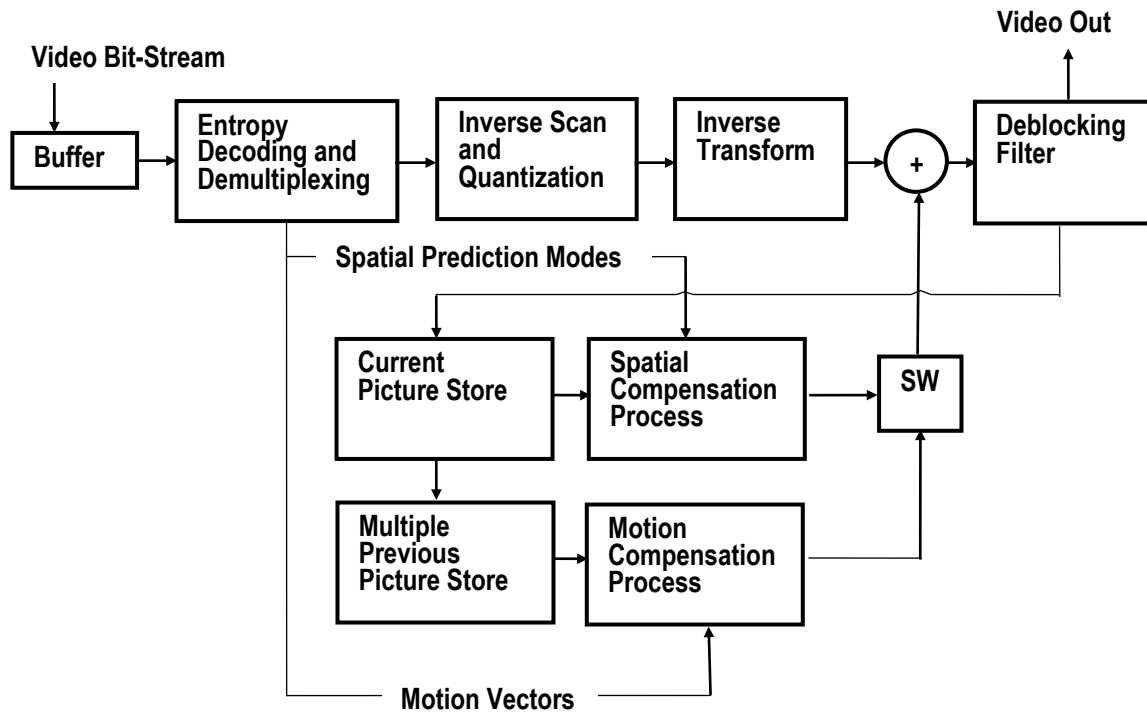 Video Out
Video Bit-Stream
Buffer
Entropy
Decoding and
Demultiplexing
Inverse Scan
and
Quantization
Inverse
Transform
+
Deblocking
Filter
Spatial Prediction Modes
Current
Picture Store
Spatial
Compensation
Process
SW
Multiple
Previous
Picture Store
Motion
Compensation
Process
Motion Vectors